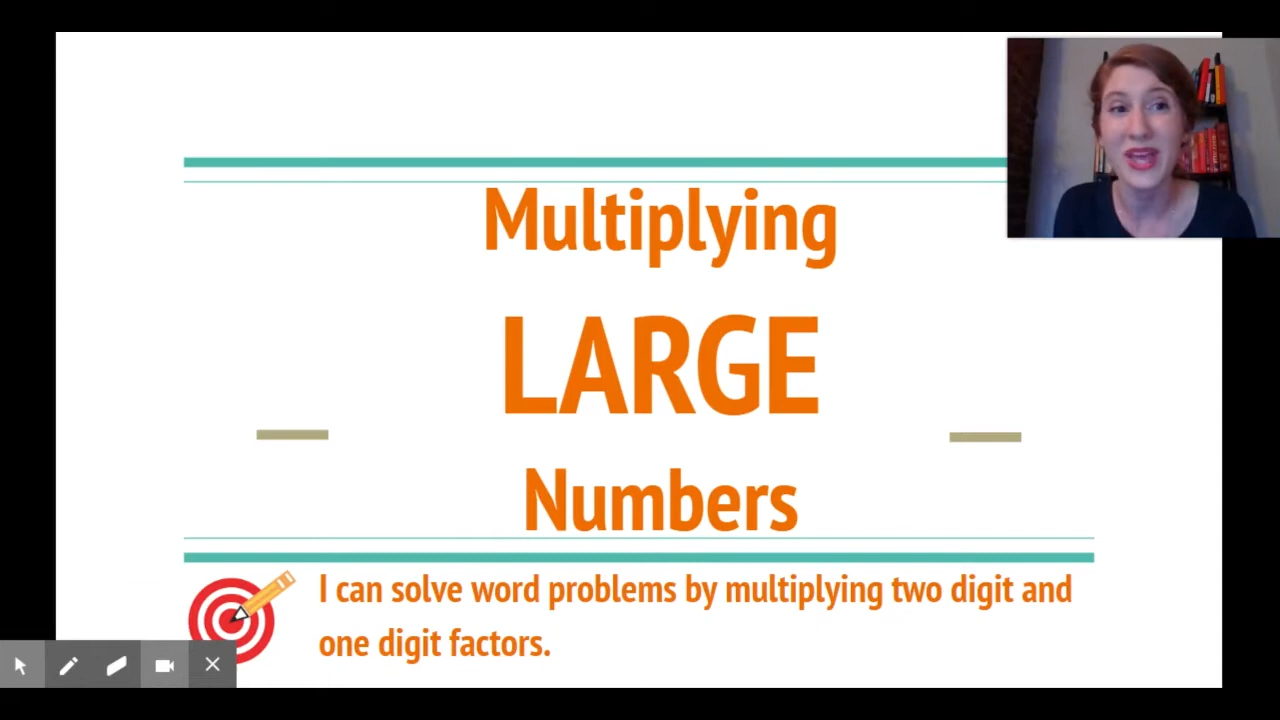 Multiplying
LARGE
Numbers
I can solve word problems by multiplying two digit and
one digit factors.